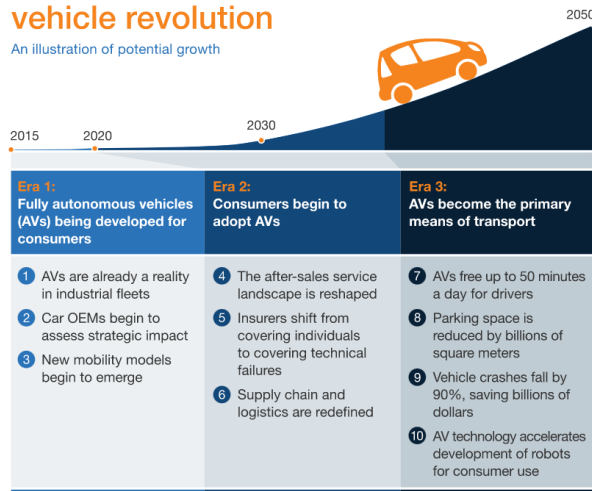 vehicle revolution
An illustration of potential growth
2050
2030
2015
2020
Era 1:
Fully autonomous vehicles
(AVs) being developed for
consumers
1 AVs are already a reality
in industrial fleets
2 Car OEMs begin to
assess strategic impact
3 New mobility models
begin to emerge
Era 2:
Consumers begin to
adopt AVs
4 The after-sales service
landscape is reshaped
5 Insurers shift from
covering individuals
to covering technical
failures
6 Supply chain and
logistics are redefined
Era 3:
AVs become the primary
means of transport
7 AVs free up to 50 minutes
a day for drivers
8 Parking space is
reduced by billions of
square meters
9 Vehicle crashes fall by
90%, saving billions of
dollars
10 AV technology accelerates
development of robots
for consumer use